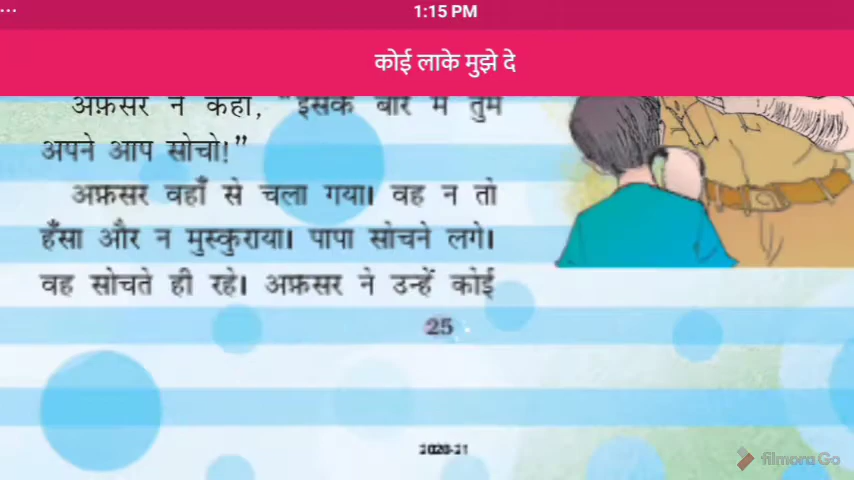 1:15 PM
कोई लाके मुझे दे
अफ़सर ने कहा, "इसके बारे में तुम
अपने आप सोचो!"
अफ़सर वहाँ से चला गया। वह न तो
हँसा और न मुस्कुराया। पापा सोचने लगे।
वह सोचते ही रहे। अफ़सर ने उन्हें कोई
25
2020-21
filmora Go